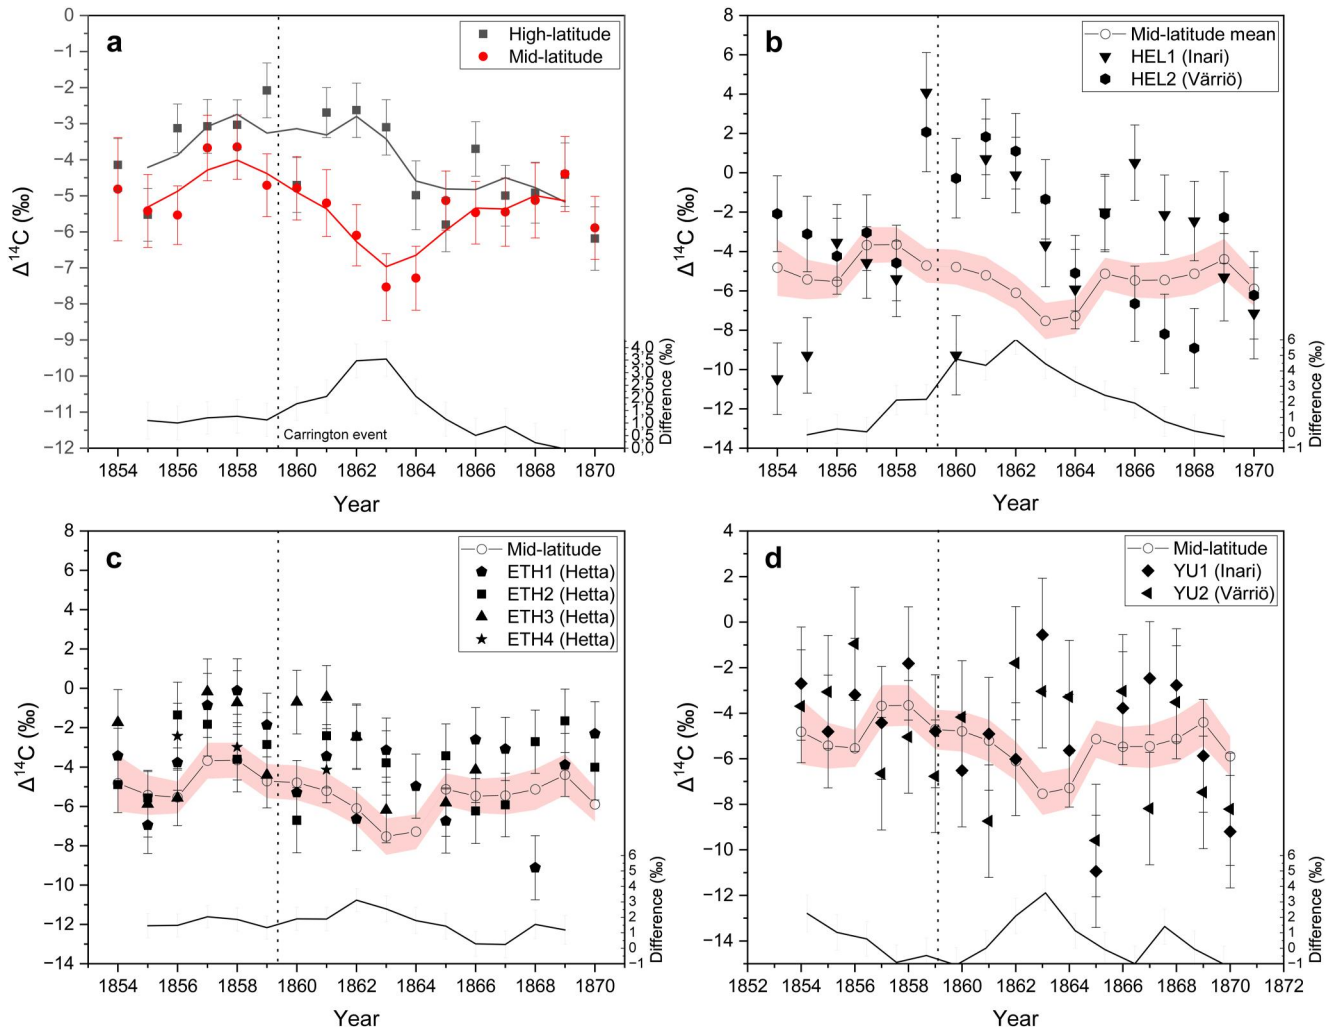 a
High-latitude
Mid-latitude
0
−1
−2
−3
−4
−5
−6
−7
−8
−9
−10
−11
−12
Δ¹⁴C (‰)
4,0
3,5
3,0
2,5
2,0
1,5
1,0
0,5
0,0
Difference (‰)
Carrington event
1854 1856 1858 1860 1862 1864 1866 1868 1870
Year
b
Mid-latitude mean
HEL1 (Inari)
HEL2 (Värriö)
8
6
4
2
0
−2
−4
−6
−8
−10
−12
−14
Δ¹⁴C (‰)
6
5
4
3
2
1
0
−1
Difference (‰)
1854 1856 1858 1860 1862 1864 1866 1868 1870
Year
c
Mid-latitude
ETH1 (Hetta)
ETH2 (Hetta)
ETH3 (Hetta)
ETH4 (Hetta)
8
6
4
2
0
−2
−4
−6
−8
−10
−12
−14
Δ¹⁴C (‰)
6
5
4
3
2
1
0
−1
Difference (‰)
1854 1856 1858 1860 1862 1864 1866 1868 1870
Year
d
Mid-latitude
YU1 (Inari)
YU2 (Värriö)
4
2
0
−2
−4
−6
−8
−10
−12
−14
Δ¹⁴C (‰)
6
5
4
3
2
1
0
−1
Difference (‰)
1852 1854 1856 1858 1860 1862 1864 1866 1868 1870 1872
Year